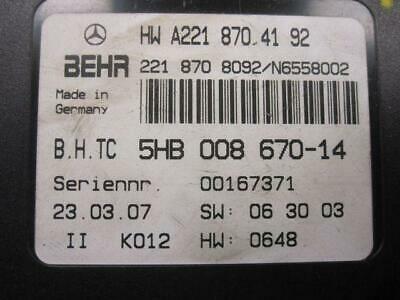 HW A221 870 41 92
BEHR 221 870 8092/N6558002
Made in
Germany
B.H.TC 5HB 008 670-14
Seriennr. 00167371
23.03.07 SW: 06 30 03
II K012 HW: 0648